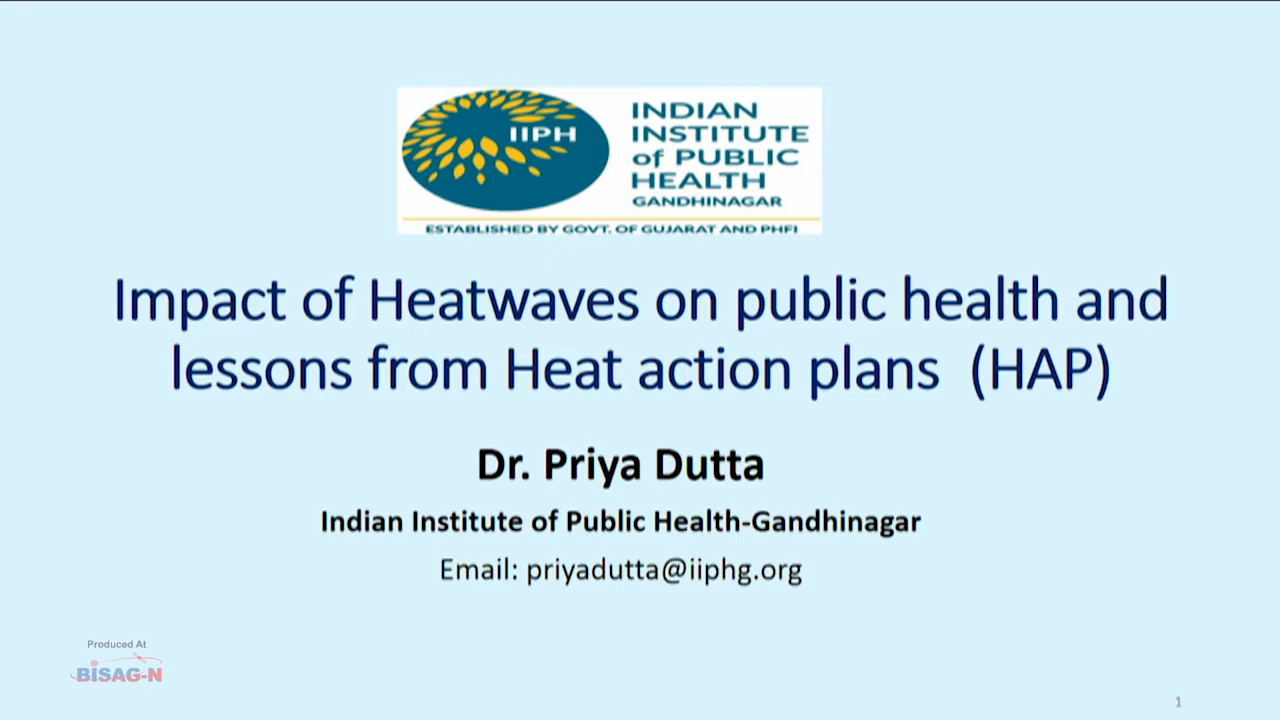 IIPH
INDIAN
INSTITUTE
of PUBLIC
HEALTH
GANDHINAGAR
ESTABLISHED BY GOVT. OF GUJARAT AND PHFI
Impact of Heatwaves on public health and
lessons from Heat action plans (HAP)
Dr. Priya Dutta
Indian Institute of Public Health-Gandhinagar
Email: priyadutta@iiphg.org
Produced At
BISAG-N
1